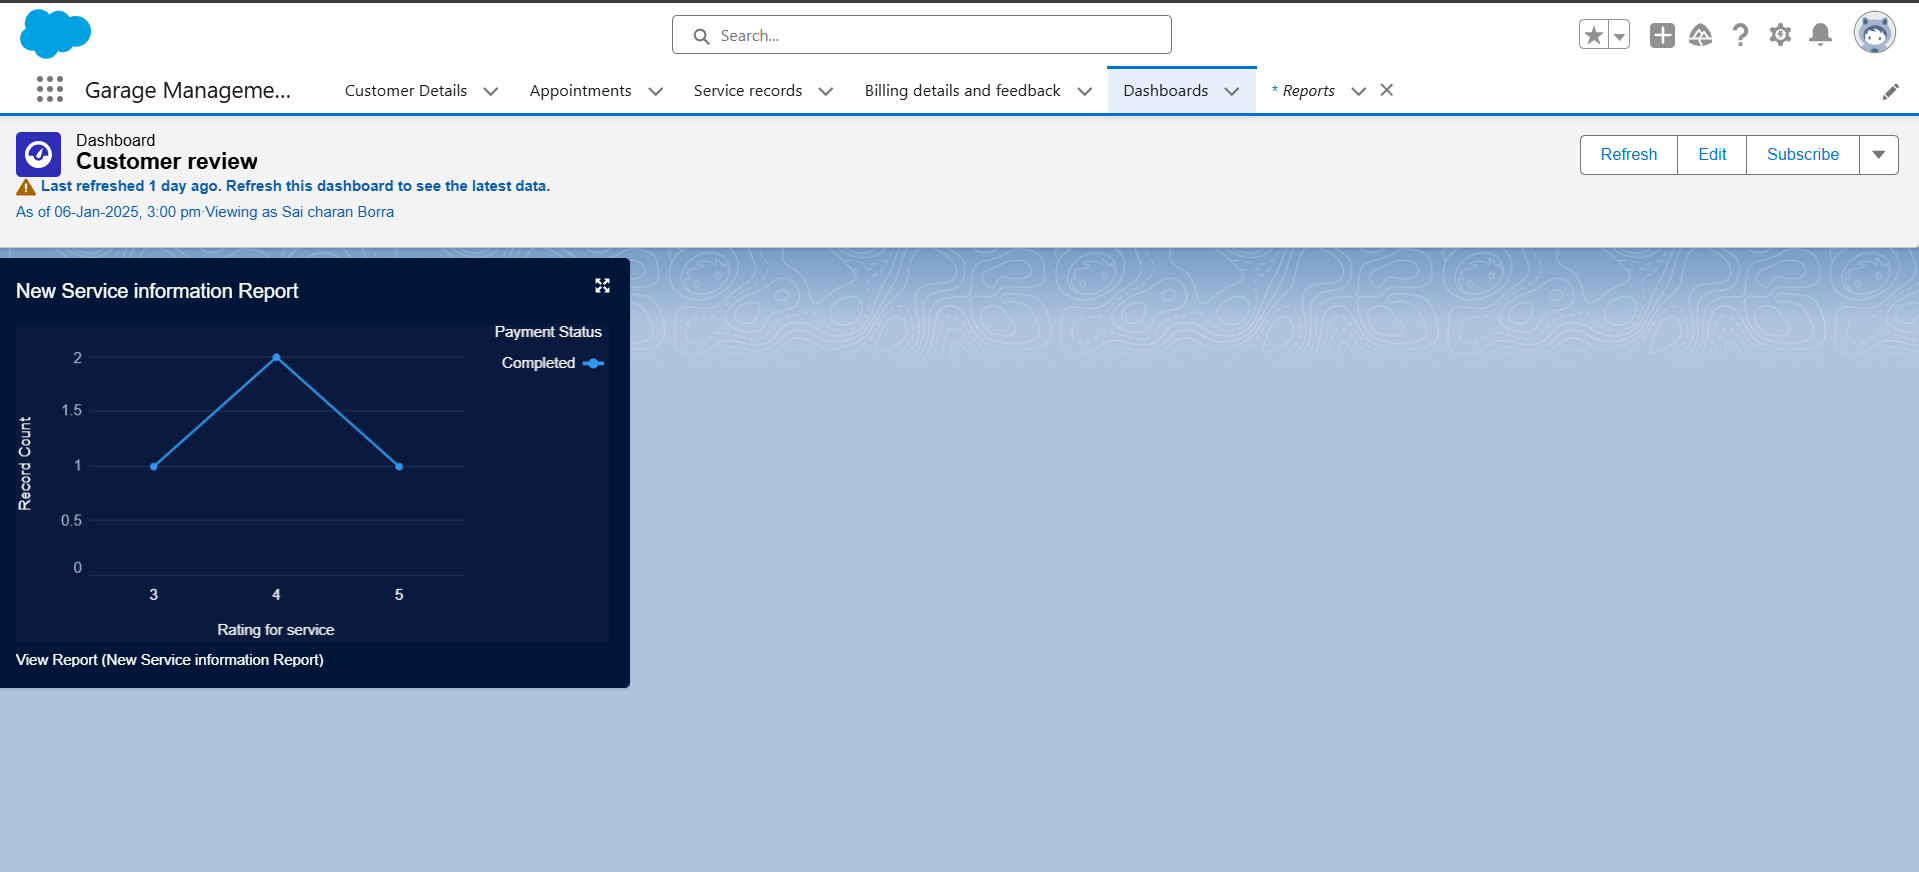 Search...
Garage Manageme...
Customer Details
Appointments
Service records
Billing details and feedback
Dashboards
* Reports
Dashboard
Customer review
Last refreshed 1 day ago. Refresh this dashboard to see the latest data.
As of 06-Jan-2025, 3:00 pm·Viewing as Sai charan Borra
Refresh
Edit
Subscribe
New Service information Report
Payment Status
Completed
Record Count
2
1.5
1
0.5
0
3
4
5
Rating for service
View Report (New Service information Report)